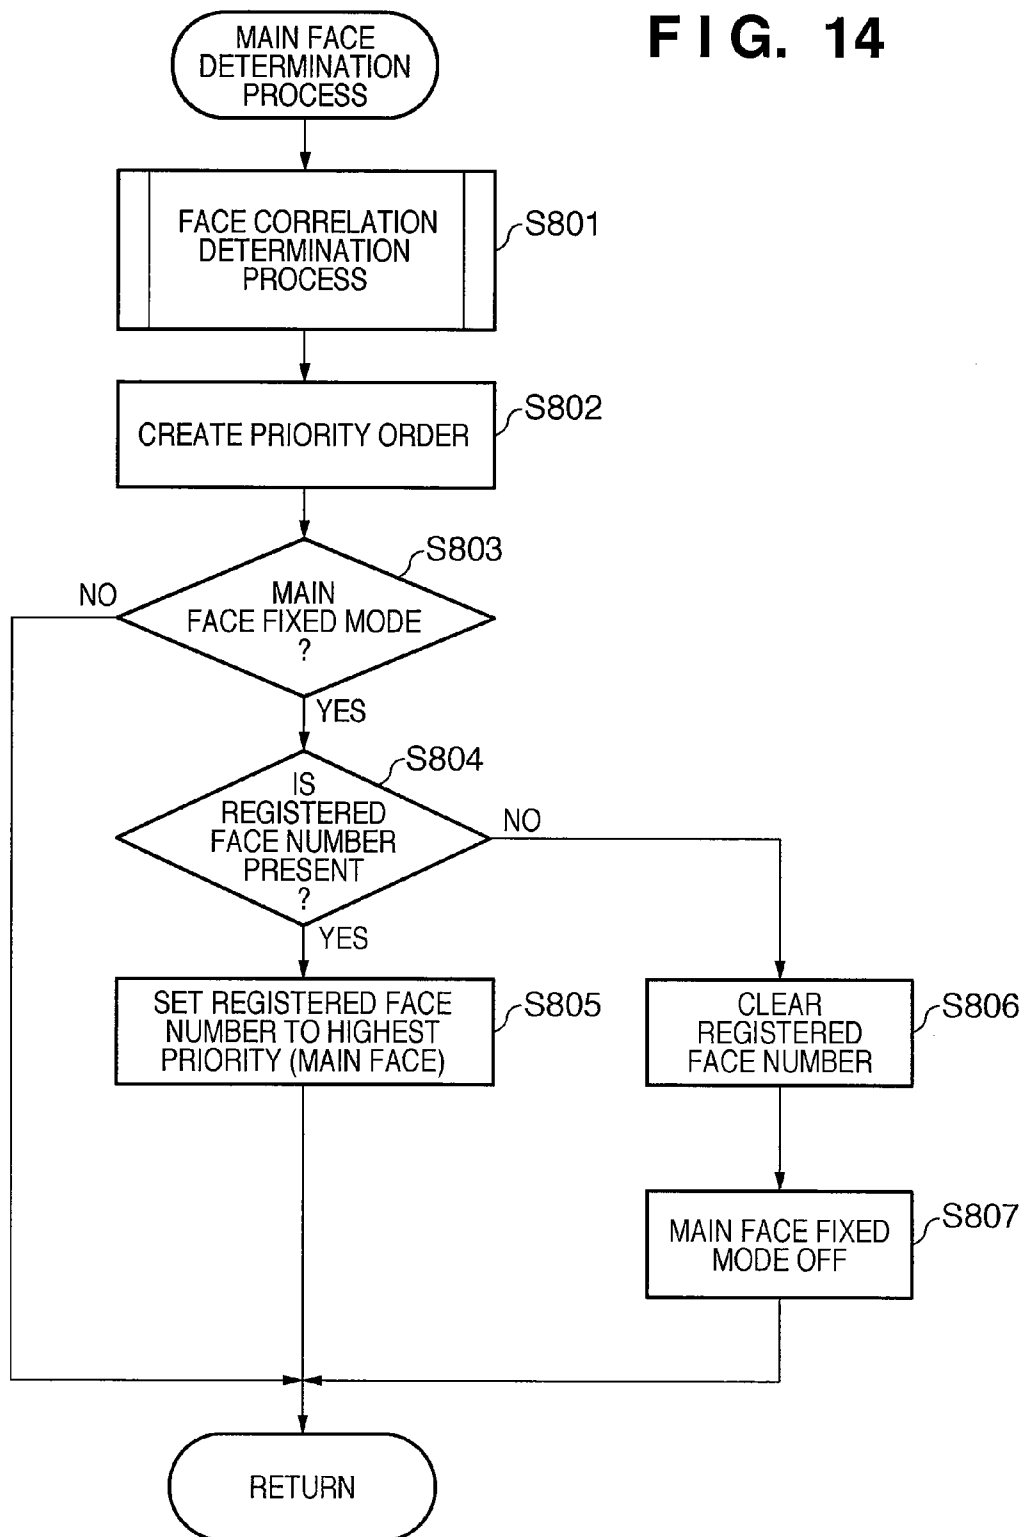 FIG. 14
MAIN FACE
DETERMINATION
PROCESS
FACE CORRELATION
DETERMINATION
PROCESS
S801
CREATE PRIORITY ORDER
S802
S803
NO
MAIN
FACE FIXED MODE
?
YES
S804
IS
REGISTERED
FACE NUMBER
PRESENT
?
NO
YES
SET REGISTERED FACE
NUMBER TO HIGHEST
PRIORITY (MAIN FACE)
S805
CLEAR
REGISTERED
FACE NUMBER
S806
MAIN FACE FIXED
MODE OFF
S807
RETURN